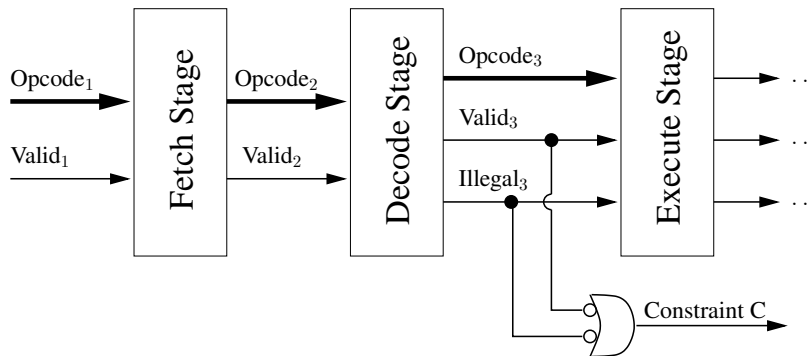 Opcode₁
Valid₁
Fetch Stage
Opcode₂
Valid₂
Decode Stage
Opcode₃
Valid₃
Illegal₃
Execute Stage
. .
. .
. .
Constraint C